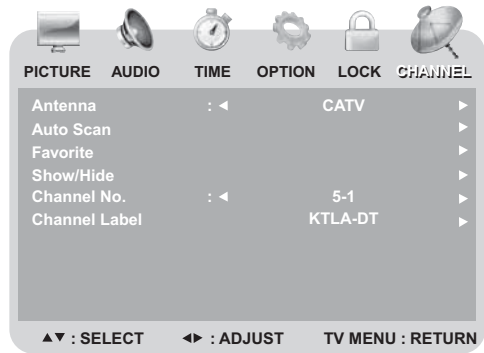 PICTURE AUDIO TIME OPTION LOCK CHANNEL
Antenna : ◄ CATV ►
Auto Scan ►
Favorite ►
Show/Hide ►
Channel No. : ◄ 5-1 ►
Channel Label KTLA-DT ►
▲▼ : SELECT ◄► : ADJUST TV MENU : RETURN